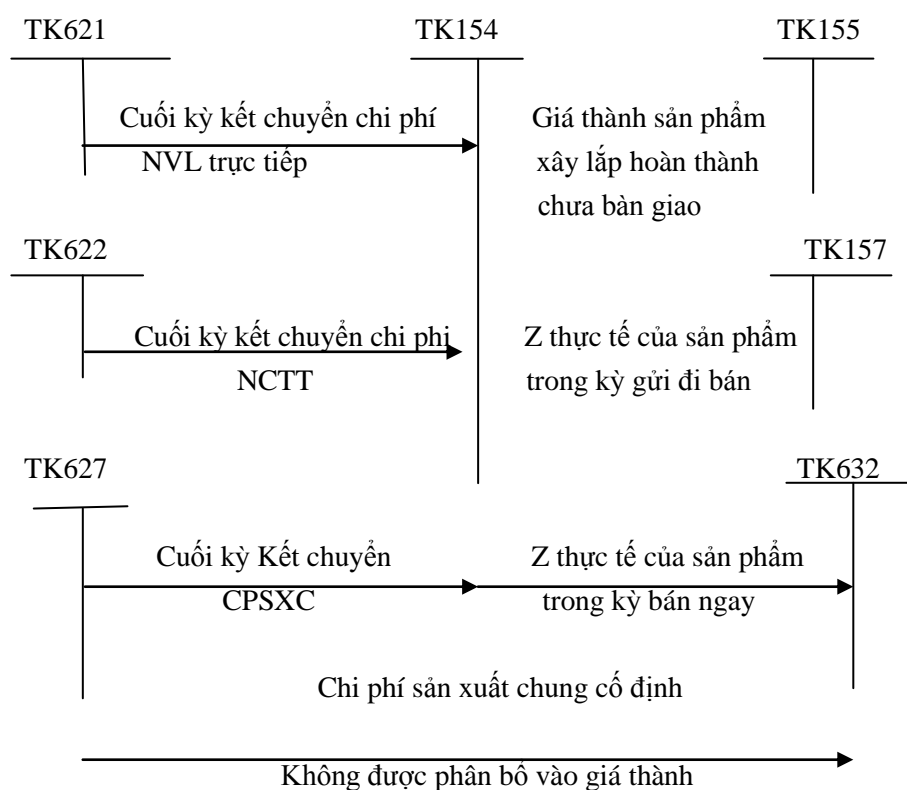 TK621 TK154 TK155
Cuối kỳ kết chuyển chi phí Giá thành sản phẩm
NVL trực tiếp xây lắp hoàn thành
chưa bàn giao
TK622 TK157
Cuối kỳ kết chuyển chi phi Z thực tế của sản phẩm
NCTT trong kỳ gửi đi bán
TK627 TK632
Cuối kỳ Kết chuyển Z thực tế của sản phẩm
CPSXC trong kỳ bán ngay
Chi phí sản xuất chung cố định
Không được phân bổ vào giá thành